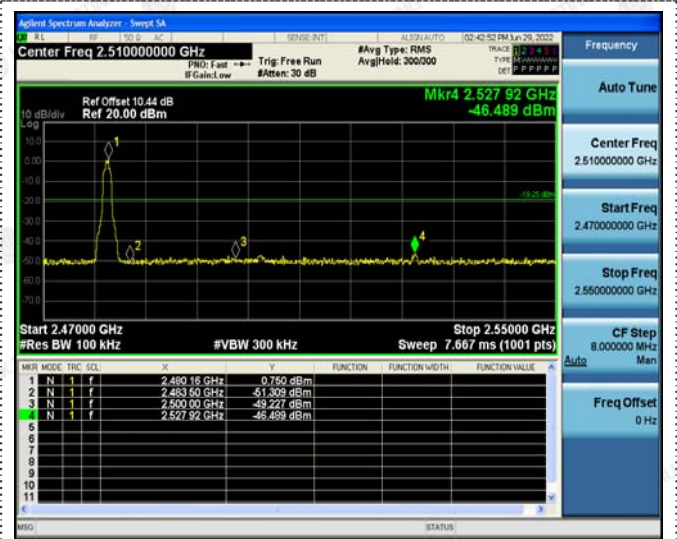 Agilent Spectrum Analyzer - Swept SA
RL RF 50 Ω AC SENSE:INT ALIGNAUTO 02:42:52 PM Jun 29, 2022
Center Freq 2.510000000 GHz
PNO: Fast
IFGain:Low
Trig: Free Run
#Atten: 30 dB
#Avg Type: RMS
Avg|Hold: 300/300
TRACE 1 2 3 4 5 6
TYPE
DET P P P P P P
Frequency
Auto Tune
Center Freq
2.510000000 GHz
Start Freq
2.470000000 GHz
Stop Freq
2.550000000 GHz
CF Step
8.000000 MHz
Auto Man
Freq Offset
0 Hz
Mkr4 2.527 92 GHz
-46.489 dBm
Ref Offset 10.44 dB
10 dB/div Ref 20.00 dBm
Log
10.0
0.00
-10.0
-20.0
-30.0
-40.0
-50.0
-60.0
-70.0
1
2
3
4
-19.25 dBm
Start 2.47000 GHz Stop 2.55000 GHz
#Res BW 100 kHz #VBW 300 kHz Sweep 7.667 ms (1001 pts)
MKR MODE TRC SCL X Y FUNCTION FUNCTION WIDTH FUNCTION VALUE
1 N 1 f 2.480 16 GHz 0.750 dBm
2 N 1 f 2.483 50 GHz -51.309 dBm
3 N 1 f 2.500 00 GHz -49.227 dBm
4 N 1 f 2.527 92 GHz -46.489 dBm
5
6
7
8
9
10
11
MSG STATUS